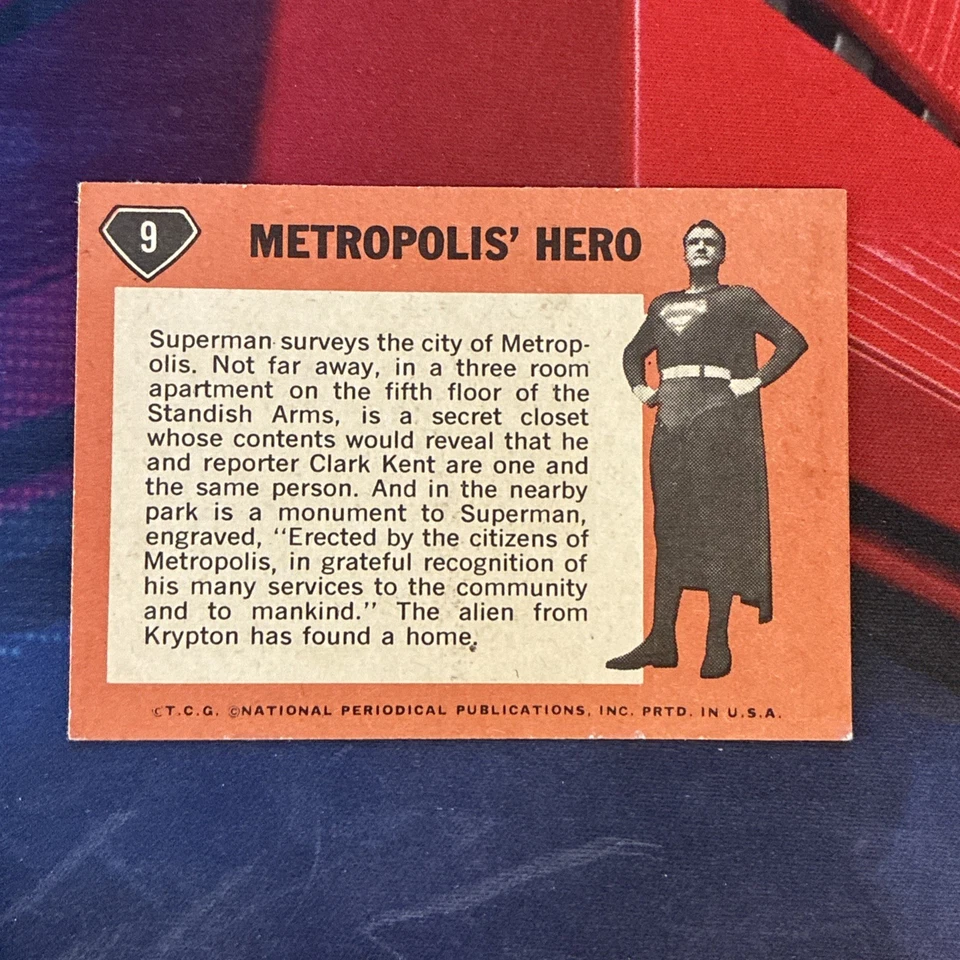 9
METROPOLIS' HERO
Superman surveys the city of Metrop-
olis. Not far away, in a three room
apartment on the fifth floor of the
Standish Arms, is a secret closet
whose contents would reveal that he
and reporter Clark Kent are one and
the same person. And in the nearby
park is a monument to Superman,
engraved, "Erected by the citizens of
Metropolis, in grateful recognition of
his many services to the community
and to mankind." The alien from
Krypton has found a home.
©T.C.G. ©NATIONAL PERIODICAL PUBLICATIONS, INC. PRTD. IN U.S.A.